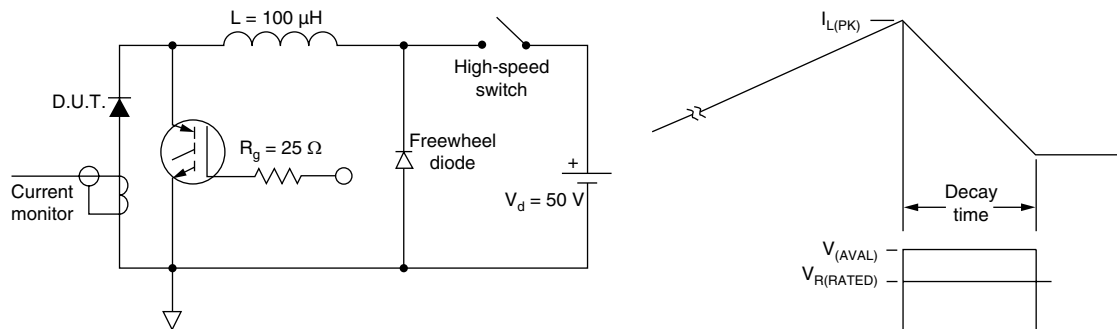 L = 100 µH
D.U.T.
High-speed
switch
R_g = 25 Ω
Freewheel
diode
+
V_d = 50 V
Current
monitor
I_L(PK)
Decay
time
V_(AVAL)
V_R(RATED)